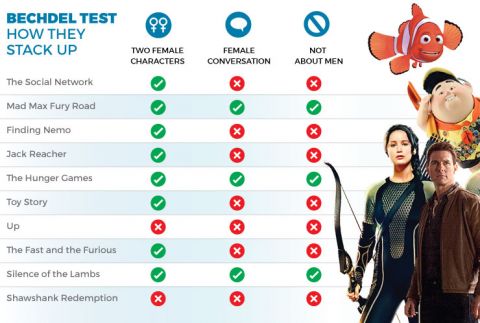 BECHDEL TEST
HOW THEY
STACK UP
TWO FEMALE
CHARACTERS
FEMALE
CONVERSATION
NOT
ABOUT MEN
The Social Network
Mad Max Fury Road
Finding Nemo
Jack Reacher
The Hunger Games
Toy Story
Up
The Fast and the Furious
Silence of the Lambs
Shawshank Redemption